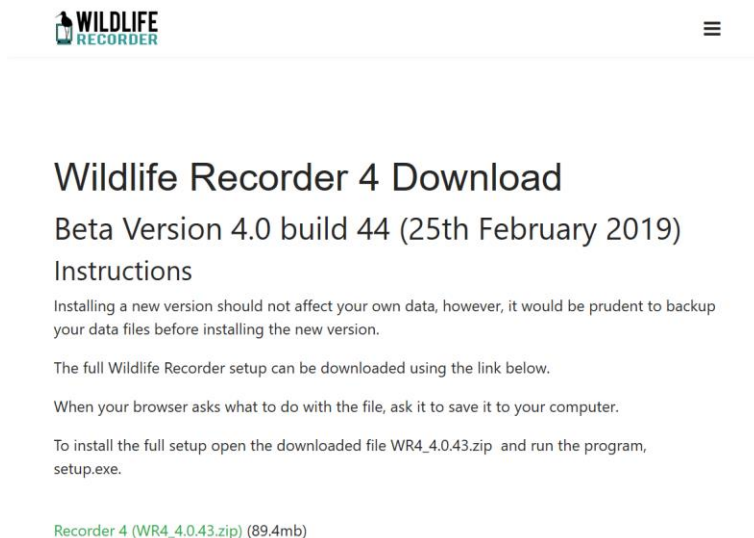 WILDLIFE
RECORDER
Wildlife Recorder 4 Download
Beta Version 4.0 build 44 (25th February 2019)
Instructions
Installing a new version should not affect your own data, however, it would be prudent to backup
your data files before installing the new version.
The full Wildlife Recorder setup can be downloaded using the link below.
When your browser asks what to do with the file, ask it to save it to your computer.
To install the full setup open the downloaded file WR4_4.0.43.zip and run the program,
setup.exe.
Recorder 4 (WR4_4.0.43.zip) (89.4mb)